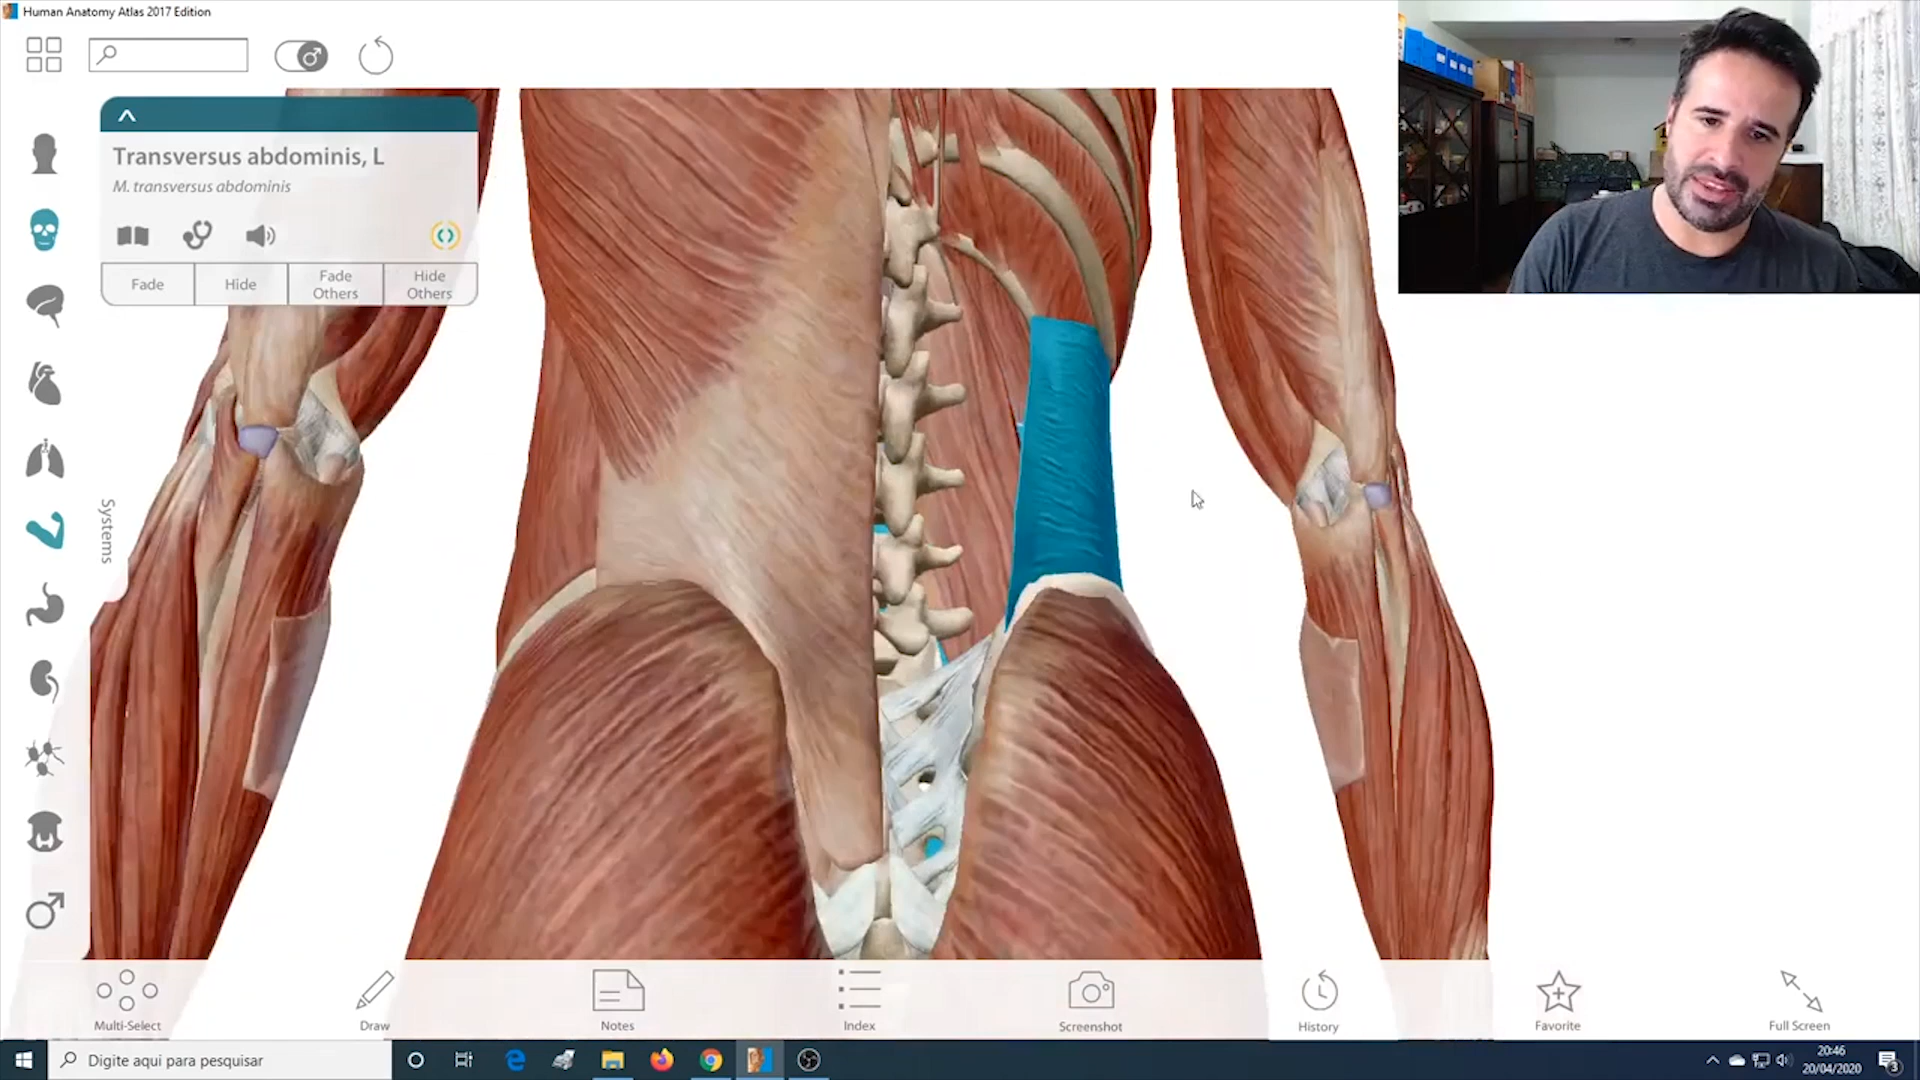 Human Anatomy Atlas 2017 Edition
Transversus abdominis, L
M. transversus abdominis
Fade
Hide
Fade Others
Hide Others
Systems
Multi-Select
Draw
Notes
Index
Screenshot
History
Favorite
Full Screen
Digite aqui para pesquisar
20:46
20/04/2020
3